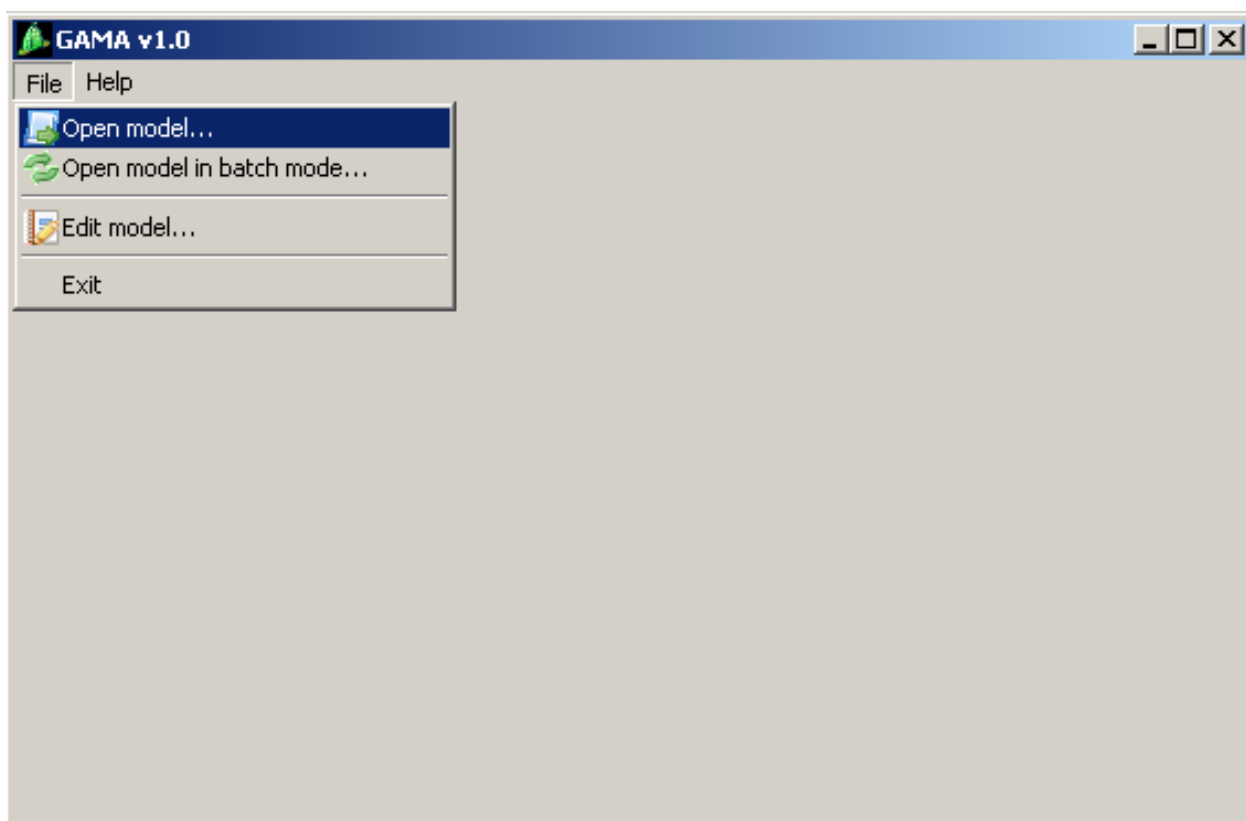 GAMA v1.0
File Help
Open model...
Open model in batch mode...
Edit model...
Exit